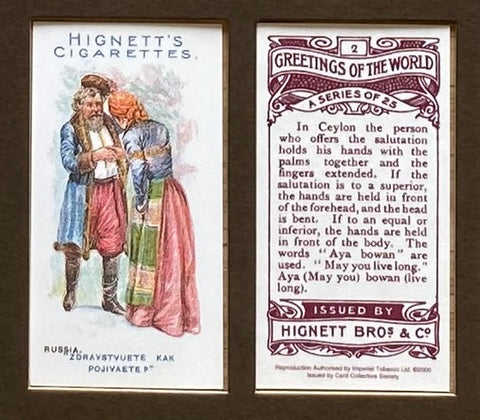 HIGNETT'S
CIGARETTES.
RUSSIA.
"ZDRAVSTVUETÉ KAK
POJIVAETE?"
2
GREETINGS OF THE WORLD
A SERIES OF 25
In Ceylon the person
who offers the salutation
holds his hands with the
palms together and the
fingers extended. If the
salutation is to a superior,
the hands are held in front
of the forehead, and the head
is bent. If to an equal or
inferior, the hands are held
in front of the body. The
words "Aya bowan" are
used. "May you live long."
Aya (May you) bowan (live
long).
ISSUED BY
HIGNETT BROS & CO
Reproduction Authorised by Imperial Tobacco Ltd. ©2000
Issued by Card Collectors Society.